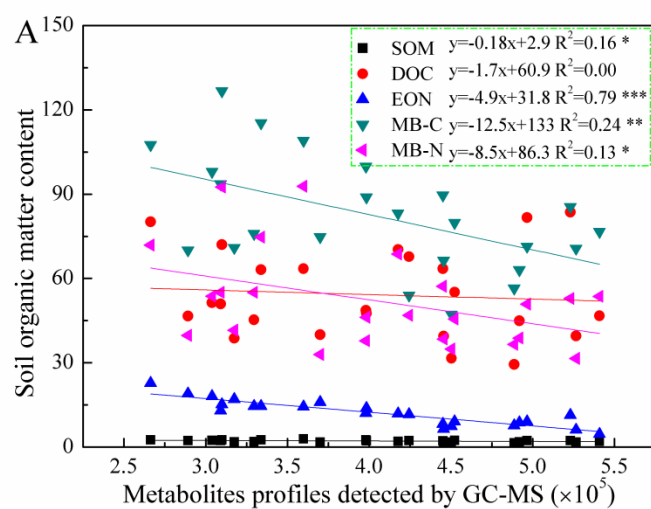 A
150
120
90
60
30
0
Soil organic matter content
SOM y=-0.18x+2.9 R²=0.16 *
DOC y=-1.7x+60.9 R²=0.00
EON y=-4.9x+31.8 R²=0.79 ***
MB-C y=-12.5x+133 R²=0.24 **
MB-N y=-8.5x+86.3 R²=0.13 *
2.5 3.0 3.5 4.0 4.5 5.0 5.5
Metabolites profiles detected by GC-MS (×10⁵)